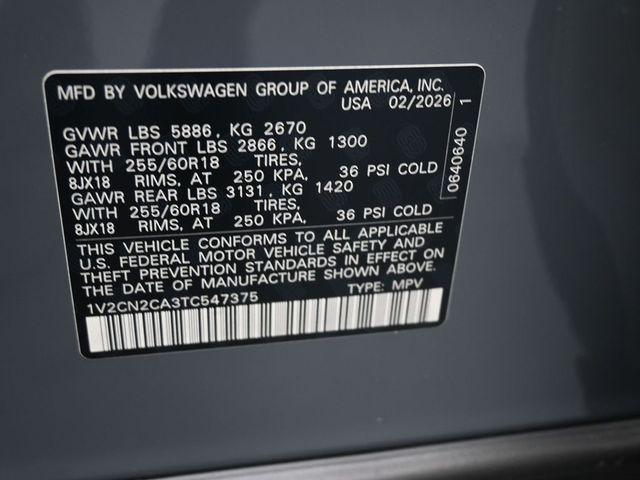 MFD BY VOLKSWAGEN GROUP OF AMERICA, INC.
USA 02/2026
GVWR LBS 5886, KG 2670
GAWR FRONT LBS 2866, KG 1300
WITH 255/60R18 TIRES,
8JX18 RIMS, AT 250 KPA, 36 PSI COLD
GAWR REAR LBS 3131, KG 1420
WITH 255/60R18 TIRES,
8JX18 RIMS, AT 250 KPA, 36 PSI COLD
THIS VEHICLE CONFORMS TO ALL APPLICABLE
U.S. FEDERAL MOTOR VEHICLE SAFETY AND
THEFT PREVENTION STANDARDS IN EFFECT ON
THE DATE OF MANUFACTURE SHOWN ABOVE.
1V2CN2CA3TC547375 TYPE: MPV
0640640 1